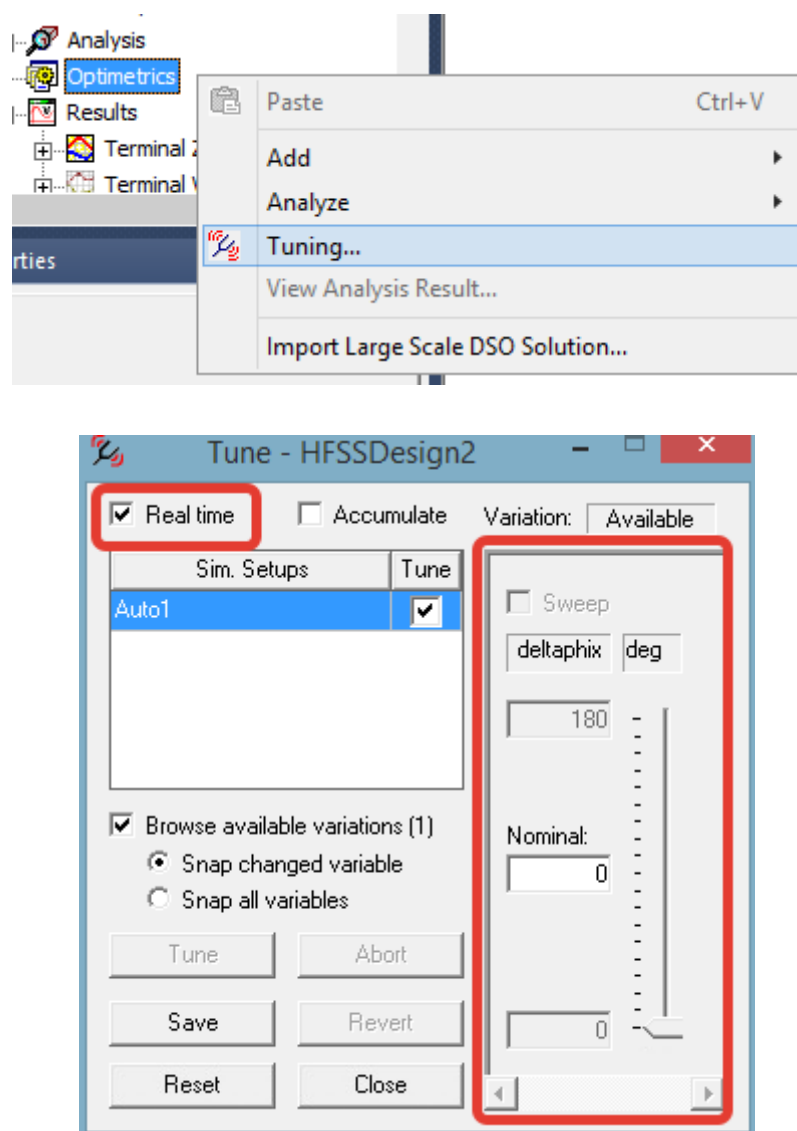 Analysis
Optimetrics
Results
Terminal
Terminal
rties
Paste Ctrl+V
Add
Analyze
Tuning...
View Analysis Result...
Import Large Scale DSO Solution...
Tune - HFSSDesign2
Real time Accumulate Variation: Available
Sim. Setups Tune
Auto1
Sweep
deltaphix deg
180
Browse available variations (1)
Snap changed variable
Snap all variables
Nominal:
0
Tune Abort
Save Revert
0
Reset Close